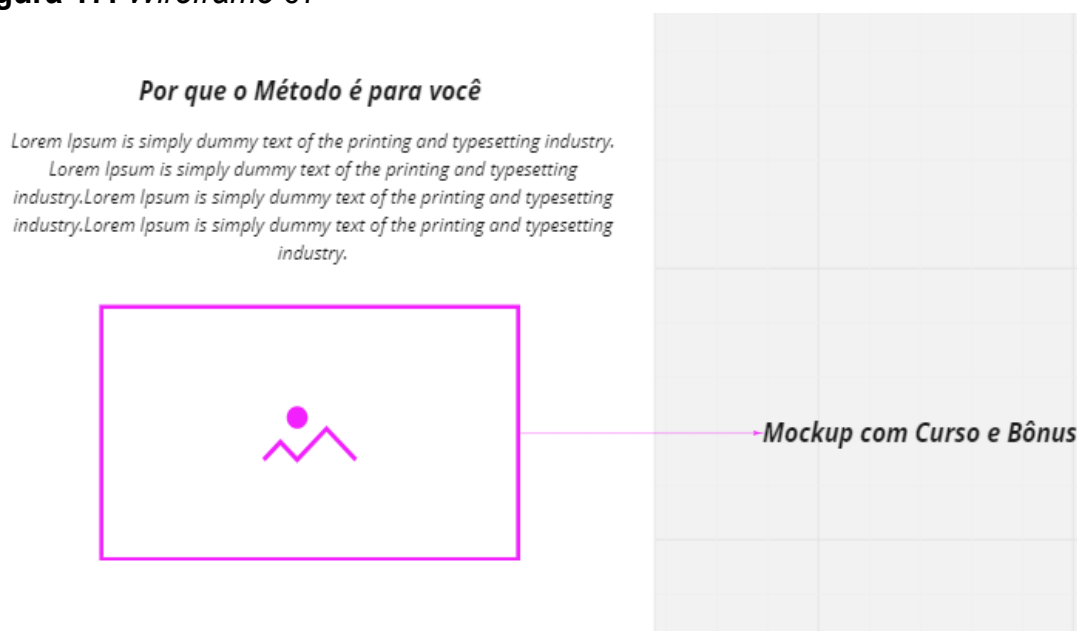 Por que o Método é para você
Lorem Ipsum is simply dummy text of the printing and typesetting industry.
Lorem Ipsum is simply dummy text of the printing and typesetting
industry.Lorem Ipsum is simply dummy text of the printing and typesetting
industry.Lorem Ipsum is simply dummy text of the printing and typesetting
industry.
Mockup com Curso e Bônus